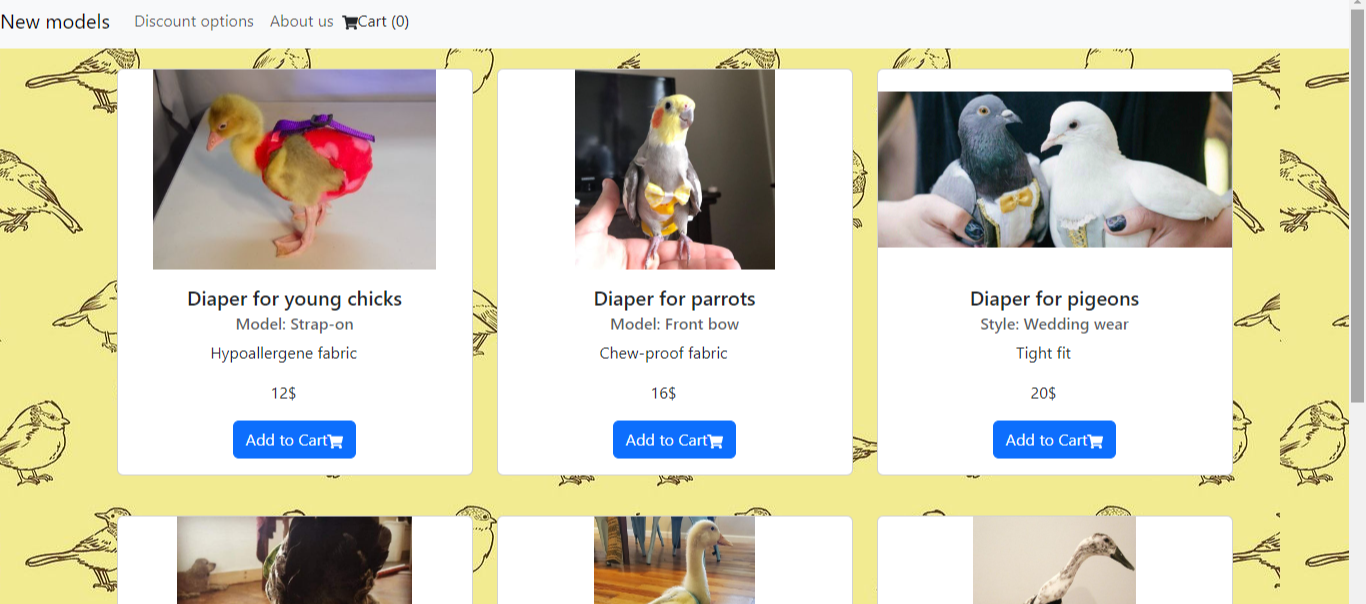 New models Discount options About us Cart (0)
Diaper for young chicks
Model: Strap-on
Hypoallergene fabric
12$
Add to Cart
Diaper for parrots
Model: Front bow
Chew-proof fabric
16$
Add to Cart
Diaper for pigeons
Style: Wedding wear
Tight fit
20$
Add to Cart